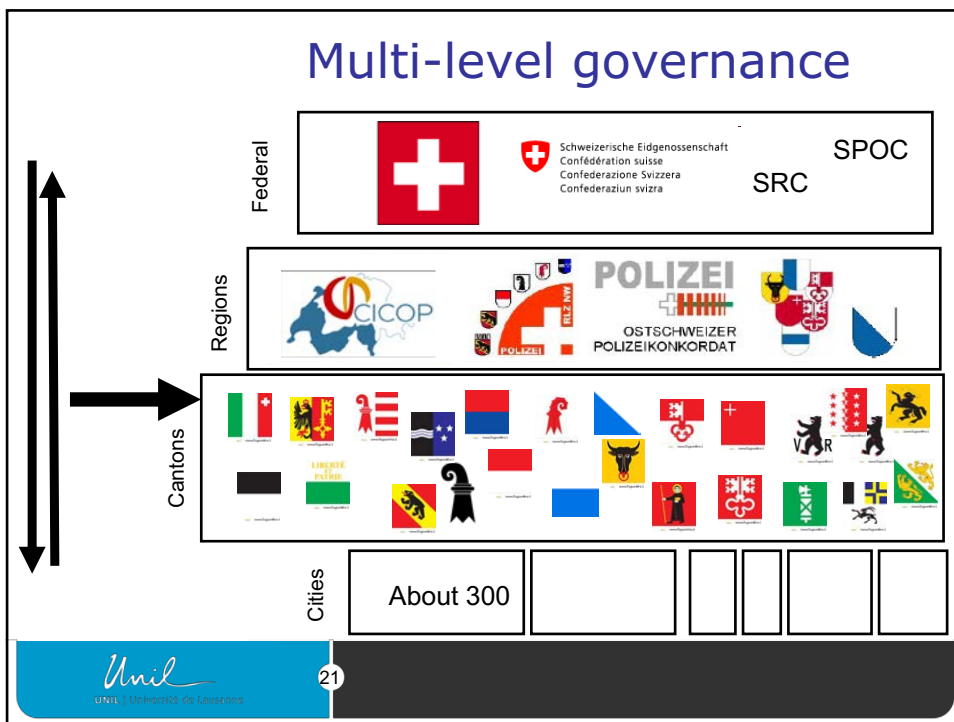 Multi-level governance
Federal
Schweizerische Eidgenossenschaft
Confédération suisse
Confederazione Svizzera
Confederaziun svizra
SPOC
SRC
Regions
CICOP
POLIZEI
RLZ NW
POLIZEI
OSTSCHWEIZER
POLIZEIKONKORDAT
Cantons
V R
LIBERTÉ
ET
PATRIE
Cities
About 300
Unil
UNIL | Université de Lausanne
21